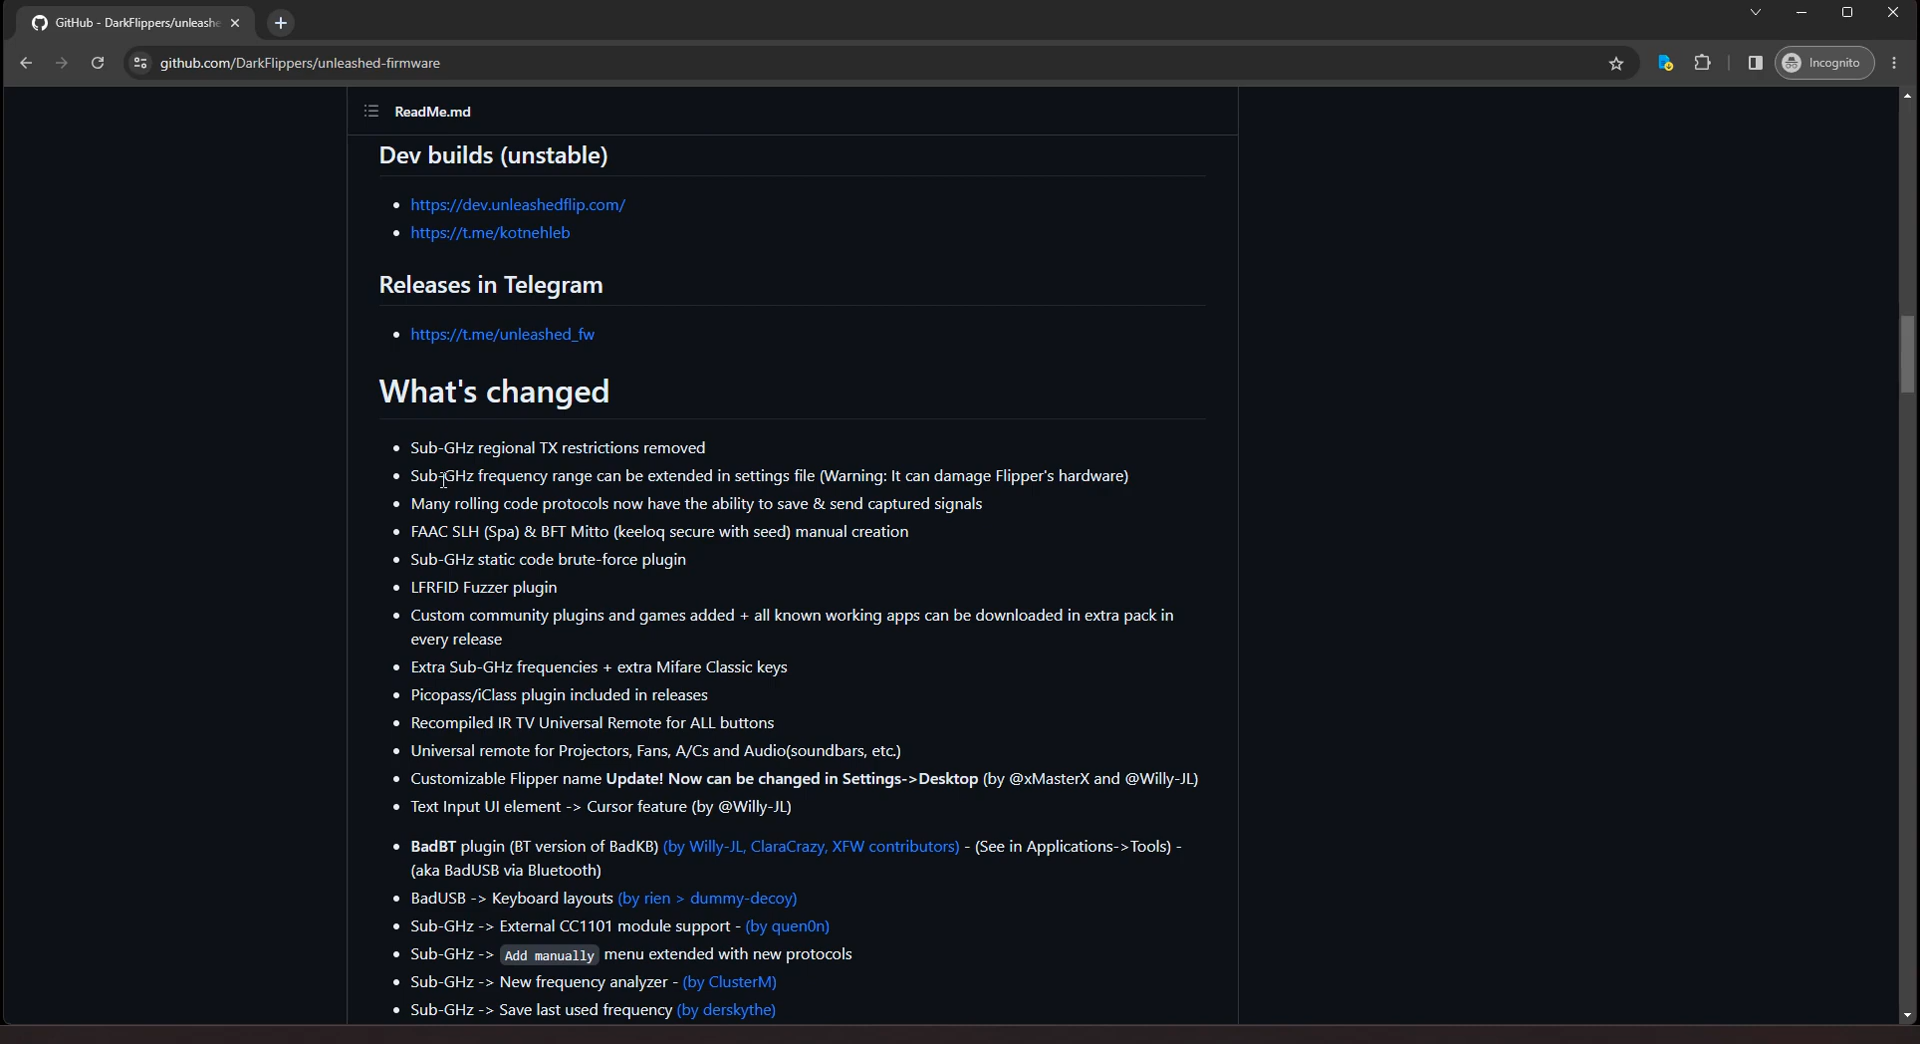 GitHub - DarkFlippers/unleashe
github.com/DarkFlippers/unleashed-firmware
Incognito
ReadMe.md
Dev builds (unstable)
• https://dev.unleashedflip.com/
• https://t.me/kotnehleb
Releases in Telegram
• https://t.me/unleashed_fw
What's changed
• Sub-GHz regional TX restrictions removed
• Sub-GHz frequency range can be extended in settings file (Warning: It can damage Flipper's hardware)
• Many rolling code protocols now have the ability to save & send captured signals
• FAAC SLH (Spa) & BFT Mitto (keeloq secure with seed) manual creation
• Sub-GHz static code brute-force plugin
• LFRFID Fuzzer plugin
• Custom community plugins and games added + all known working apps can be downloaded in extra pack in
every release
• Extra Sub-GHz frequencies + extra Mifare Classic keys
• Picopass/iClass plugin included in releases
• Recompiled IR TV Universal Remote for ALL buttons
• Universal remote for Projectors, Fans, A/Cs and Audio(soundbars, etc.)
• Customizable Flipper name Update! Now can be changed in Settings->Desktop (by @xMasterX and @Willy-JL)
• Text Input UI element -> Cursor feature (by @Willy-JL)
• BadBT plugin (BT version of BadKB) (by Willy-JL, ClaraCrazy, XFW contributors) - (See in Applications->Tools) -
(aka BadUSB via Bluetooth)
• BadUSB -> Keyboard layouts (by rien > dummy-decoy)
• Sub-GHz -> External CC1101 module support - (by quen0n)
• Sub-GHz -> Add manually menu extended with new protocols
• Sub-GHz -> New frequency analyzer - (by ClusterM)
• Sub-GHz -> Save last used frequency (by derskythe)